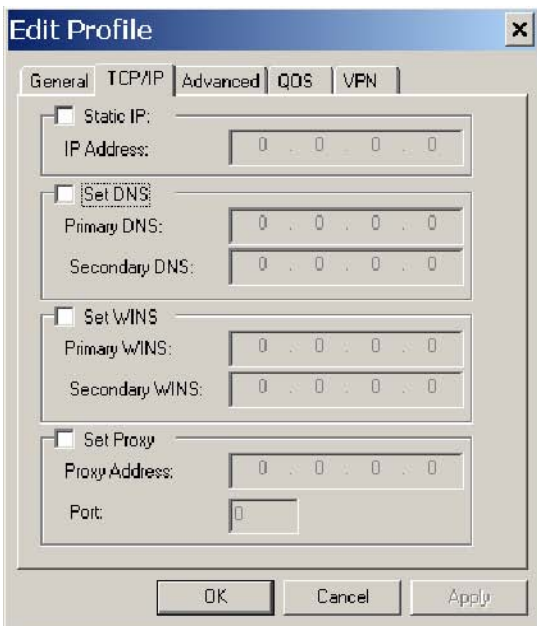 Edit Profile
General TCP/IP Advanced QOS VPN
Static IP:
IP Address: 0 . 0 . 0 . 0
Set DNS
Primary DNS: 0 . 0 . 0 . 0
Secondary DNS: 0 . 0 . 0 . 0
Set WINS
Primary WINS: 0 . 0 . 0 . 0
Secondary WINS: 0 . 0 . 0 . 0
Set Proxy
Proxy Address: 0 . 0 . 0 . 0
Port: 0
OK Cancel Apply